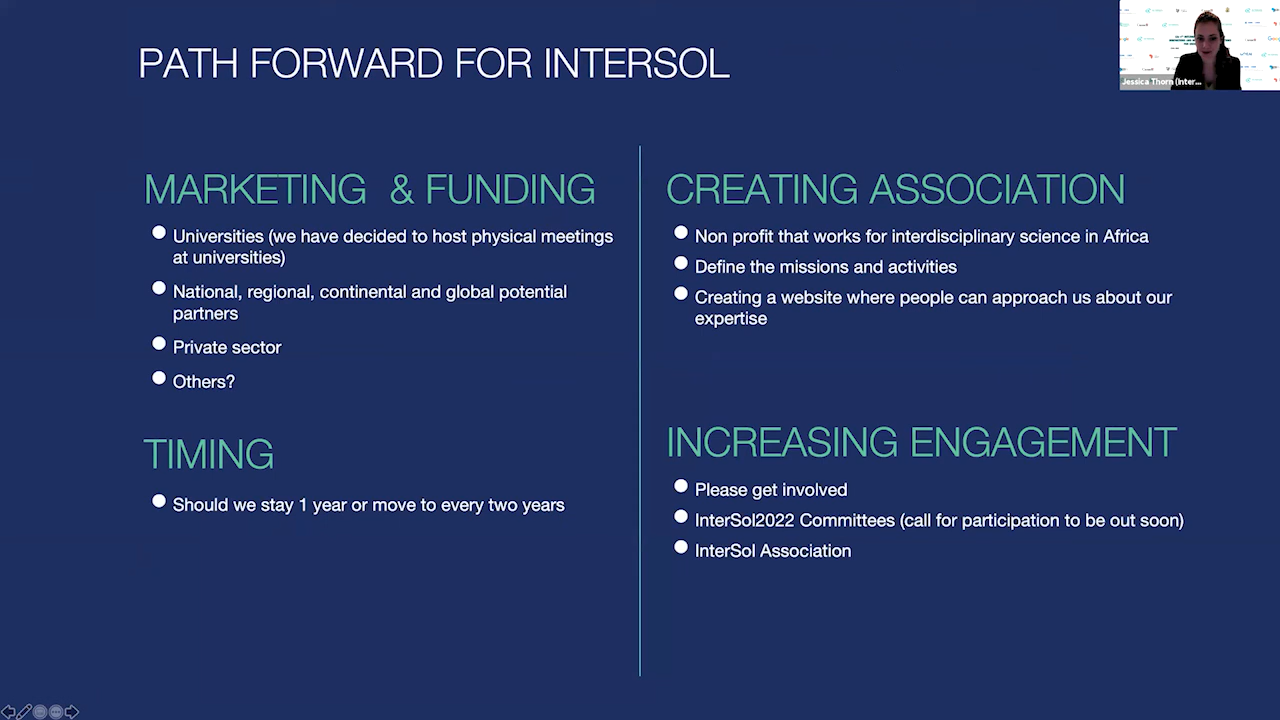 PATH FORWARD FOR INTERSOL
MARKETING & FUNDING
Universities (we have decided to host physical meetings
at universities)
National, regional, continental and global potential
partners
Private sector
Others?
TIMING
Should we stay 1 year or move to every two years
CREATING ASSOCIATION
Non profit that works for interdisciplinary science in Africa
Define the missions and activities
Creating a website where people can approach us about our
expertise
INCREASING ENGAGEMENT
Please get involved
InterSol2022 Committees (call for participation to be out soon)
InterSol Association
Jessica Thorn (Inter...